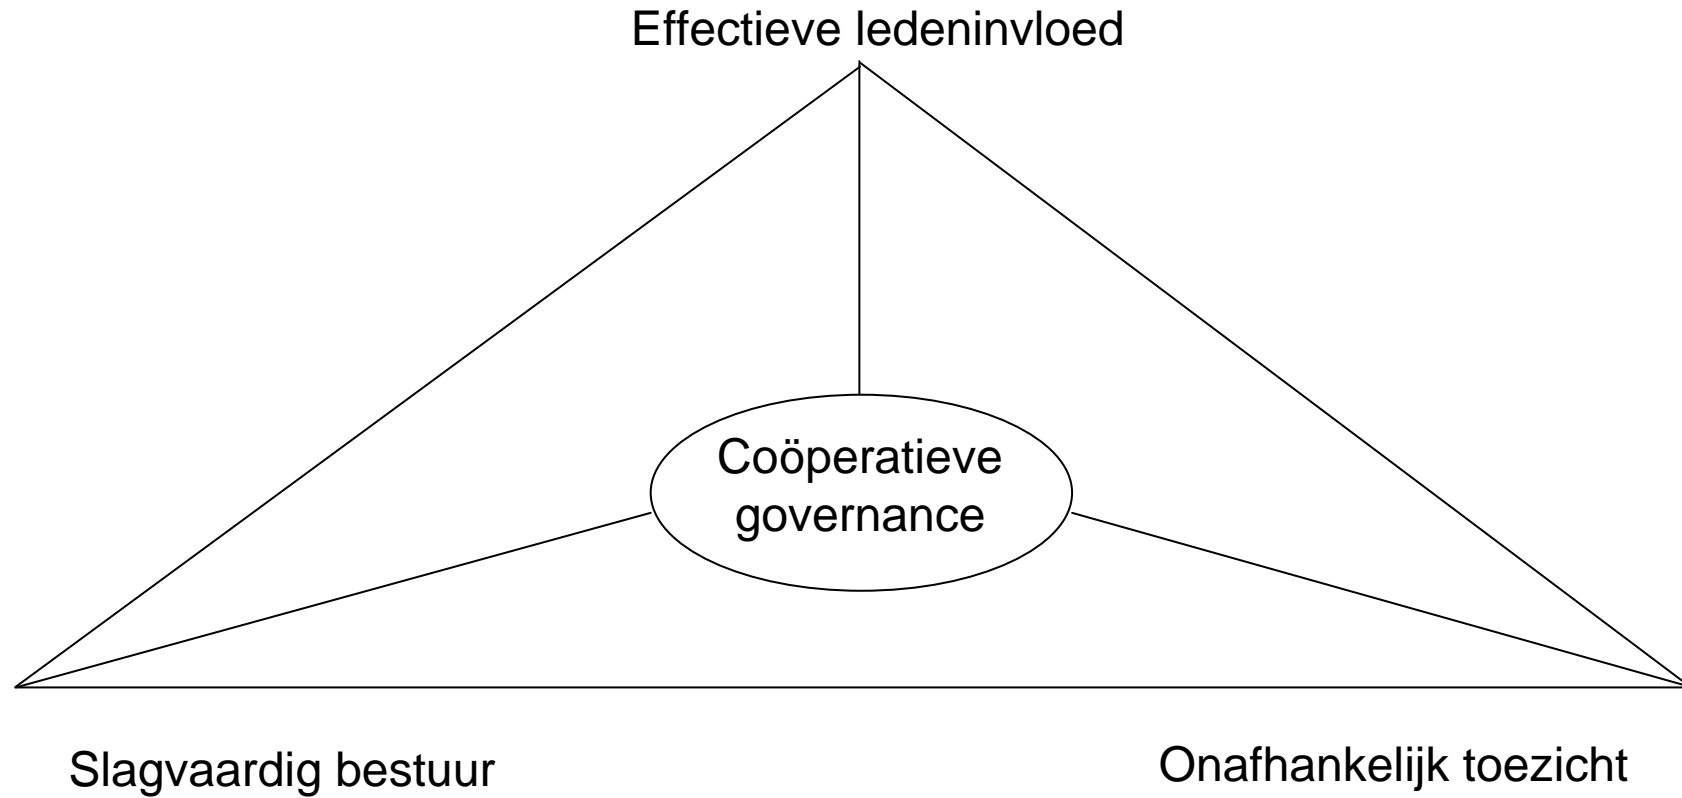 Effectieve ledeninvloed
Coöperatieve
governance
Slagvaardig bestuur
Onafhankelijk toezicht